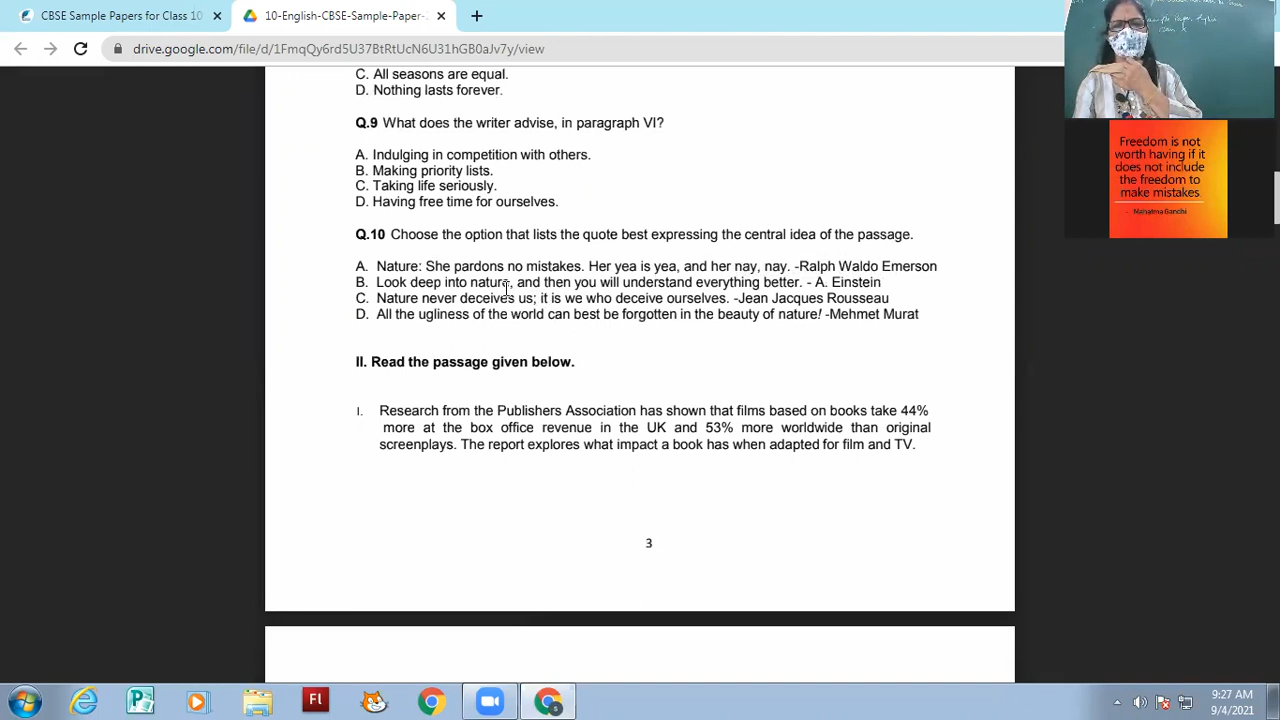 CBSE Sample Papers for Class 10
10-English-CBSE-Sample-Paper-
drive.google.com/file/d/1FmqQy6rd5U37BtRtUcN6U31hGB0aJv7y/view
C. All seasons are equal.
D. Nothing lasts forever.
Q.9 What does the writer advise, in paragraph VI?
A. Indulging in competition with others.
B. Making priority lists.
C. Taking life seriously.
D. Having free time for ourselves.
Q.10 Choose the option that lists the quote best expressing the central idea of the passage.
A. Nature: She pardons no mistakes. Her yea is yea, and her nay, nay. -Ralph Waldo Emerson
B. Look deep into nature, and then you will understand everything better. - A. Einstein
C. Nature never deceives us; it is we who deceive ourselves. -Jean Jacques Rousseau
D. All the ugliness of the world can best be forgotten in the beauty of nature! -Mehmet Murat
II. Read the passage given below.
I. Research from the Publishers Association has shown that films based on books take 44%
more at the box office revenue in the UK and 53% more worldwide than original
screenplays. The report explores what impact a book has when adapted for film and TV.
3
Freedom is not
worth having if it
does not include
the freedom to
make mistakes
- Mahatma Gandhi
Fl
9:27 AM
9/4/2021